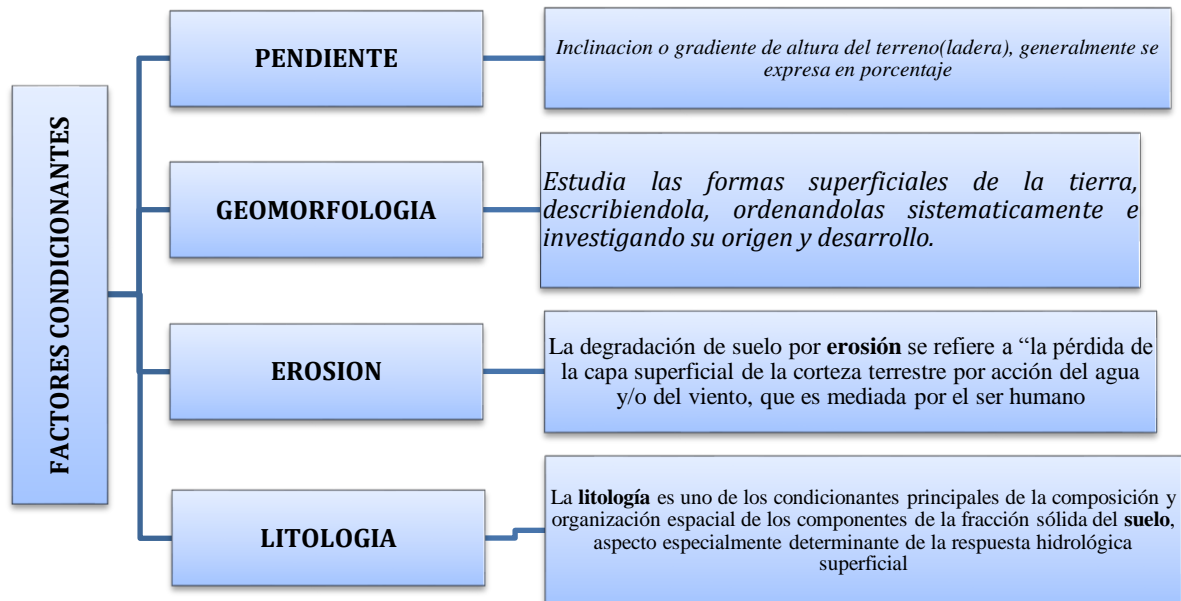 FACTORES CONDICIONANTES
PENDIENTE
Inclinacion o gradiente de altura del terreno(ladera), generalmente se
expresa en porcentaje
GEOMORFOLOGIA
Estudia las formas superficiales de la tierra,
describiendola, ordenandolas sistematicamente e
investigando su origen y desarrollo.
EROSION
La degradación de suelo por erosión se refiere a “la pérdida de
la capa superficial de la corteza terrestre por acción del agua
y/o del viento, que es mediada por el ser humano
LITOLOGIA
La litología es uno de los condicionantes principales de la composición y
organización espacial de los componentes de la fracción sólida del suelo,
aspecto especialmente determinante de la respuesta hidrológica
superficial